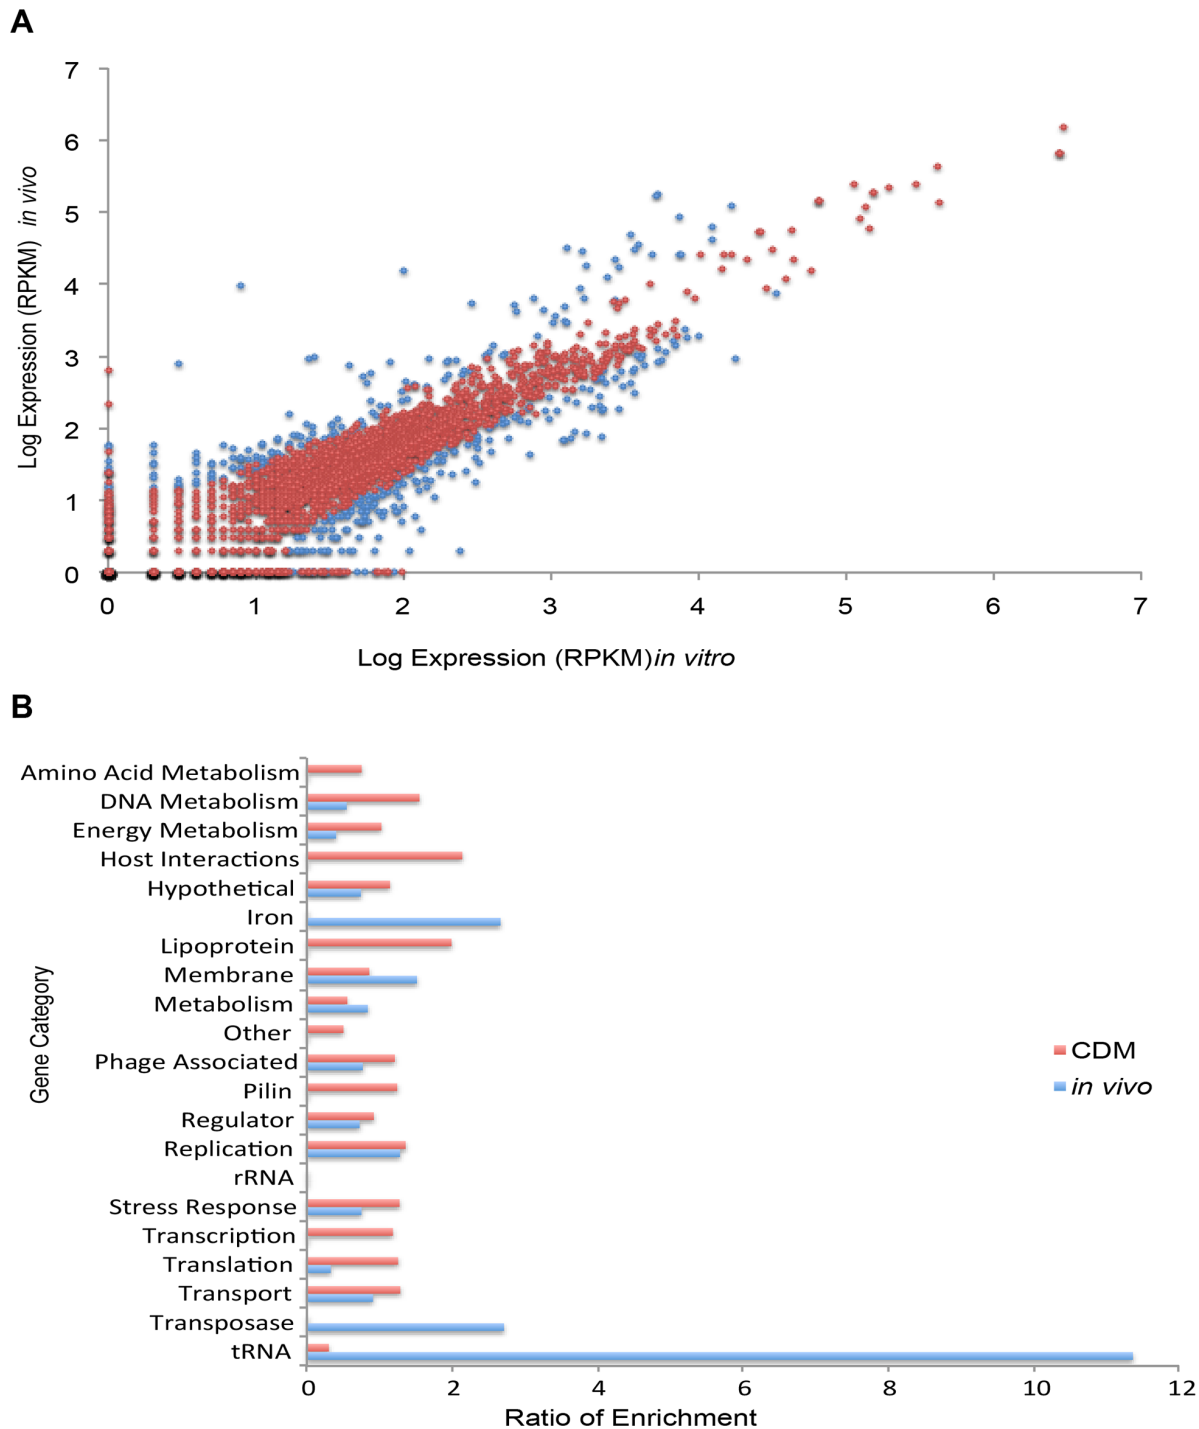 A
7
6
5
4
3
2
1
0
Log Expression (RPKM) in vivo
0 1 2 3 4 5 6 7
Log Expression (RPKM)in vitro
B
Gene Category
Amino Acid Metabolism
DNA Metabolism
Energy Metabolism
Host Interactions
Hypothetical
Iron
Lipoprotein
Membrane
Metabolism
Other
Phage Associated
Pilin
Regulator
Replication
rRNA
Stress Response
Transcription
Translation
Transport
Transposase
tRNA
CDM
in vivo
0 2 4 6 8 10 12
Ratio of Enrichment